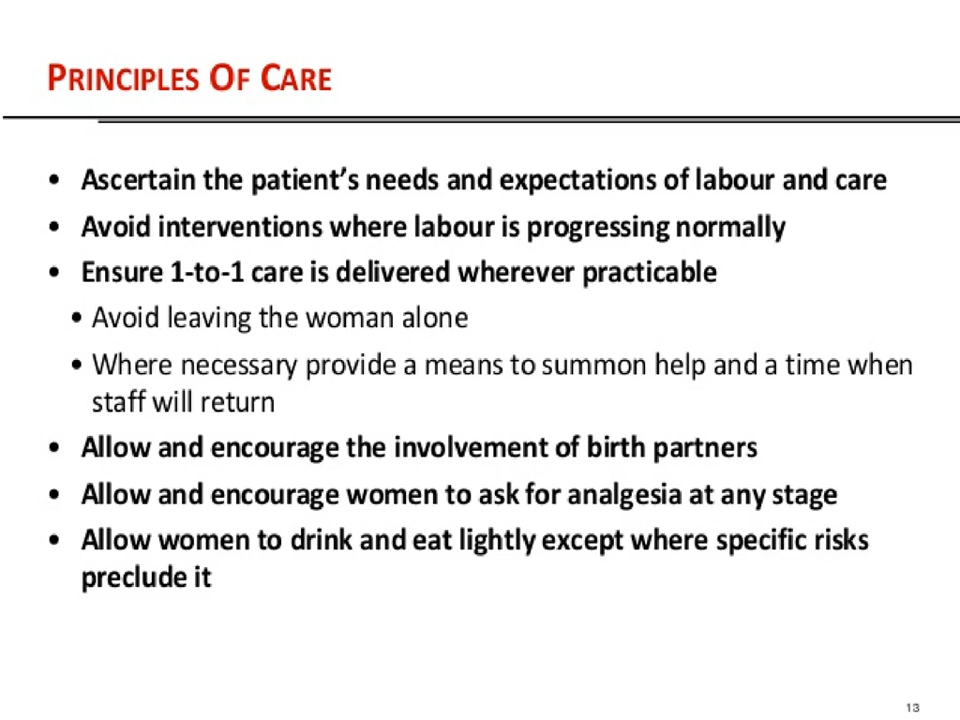 PRINCIPLES OF CARE
• Ascertain the patient’s needs and expectations of labour and care
• Avoid interventions where labour is progressing normally
• Ensure 1-to-1 care is delivered wherever practicable
• Avoid leaving the woman alone
• Where necessary provide a means to summon help and a time when
staff will return
• Allow and encourage the involvement of birth partners
• Allow and encourage women to ask for analgesia at any stage
• Allow women to drink and eat lightly except where specific risks
preclude it
13